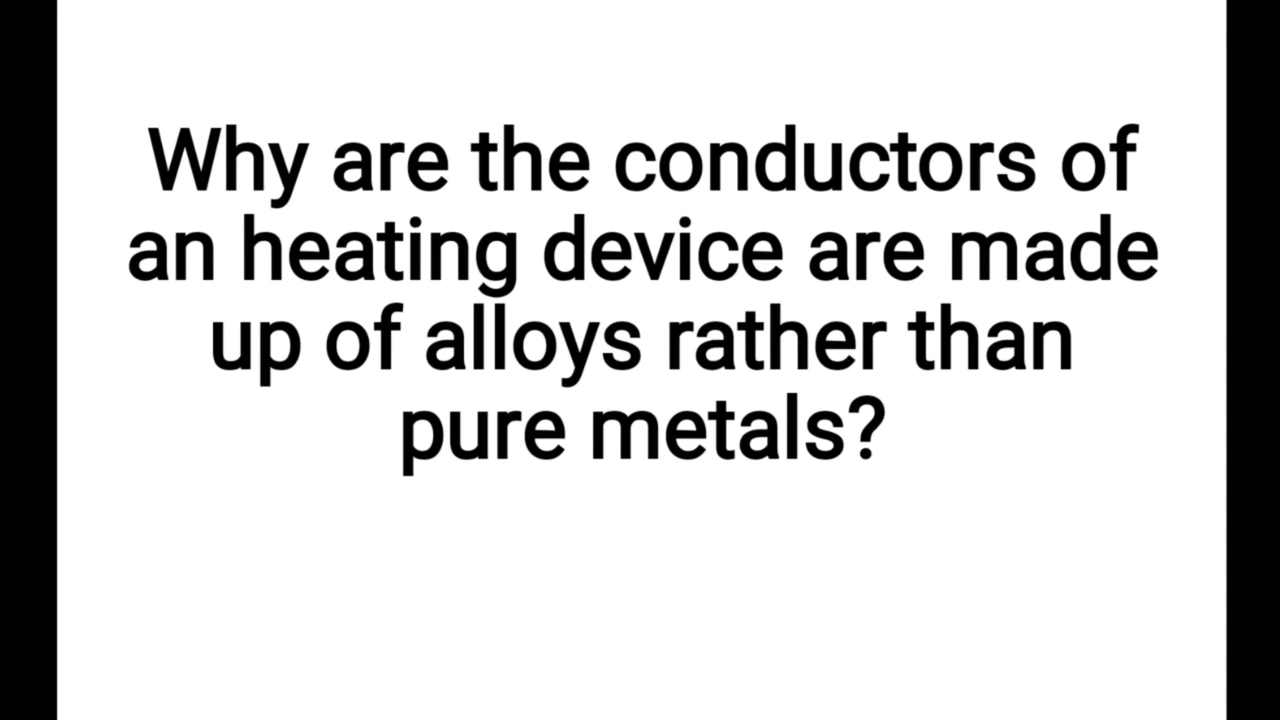 Why are the conductors of
an heating device are made
up of alloys rather than
pure metals?